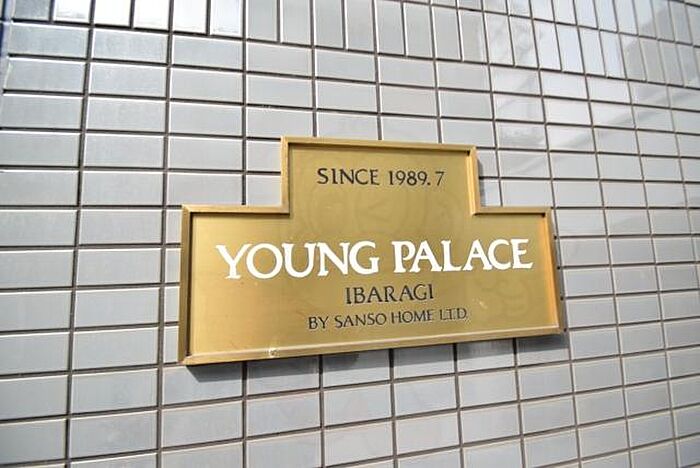 SINCE 1989.7
YOUNG PALACE
IBARAGI
BY SANSO HOME LTD.